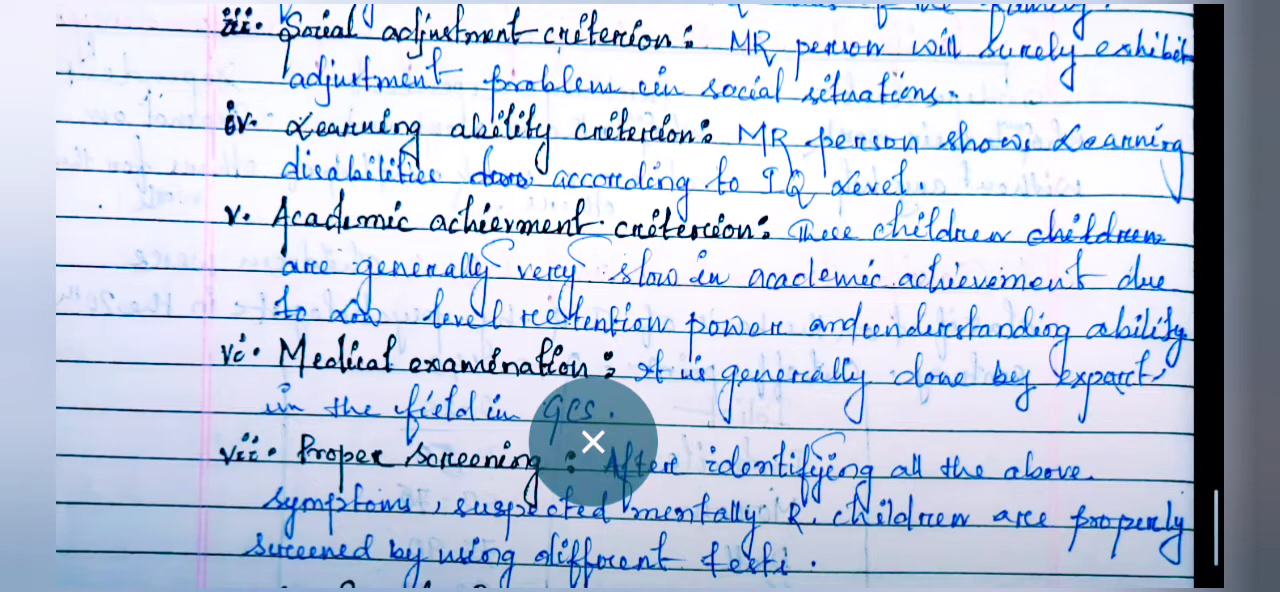 iii. Social adjustment criterion: MR person will surely exhibit
adjustment problem in social situations.
iv. Learning ability criterion: MR person shows Learning
disabilities according to IQ Level.
v. Academic achievment criterion: These children children
are generally very slow in academic achievement due
to low level retention power and understanding ability
vi. Medical examination: It is generally done by expert,
in the field in GCS.
vii. Proper Screening: After identifying all the above
symptoms, suspected mentally R. children are properly
screened by using different tests.